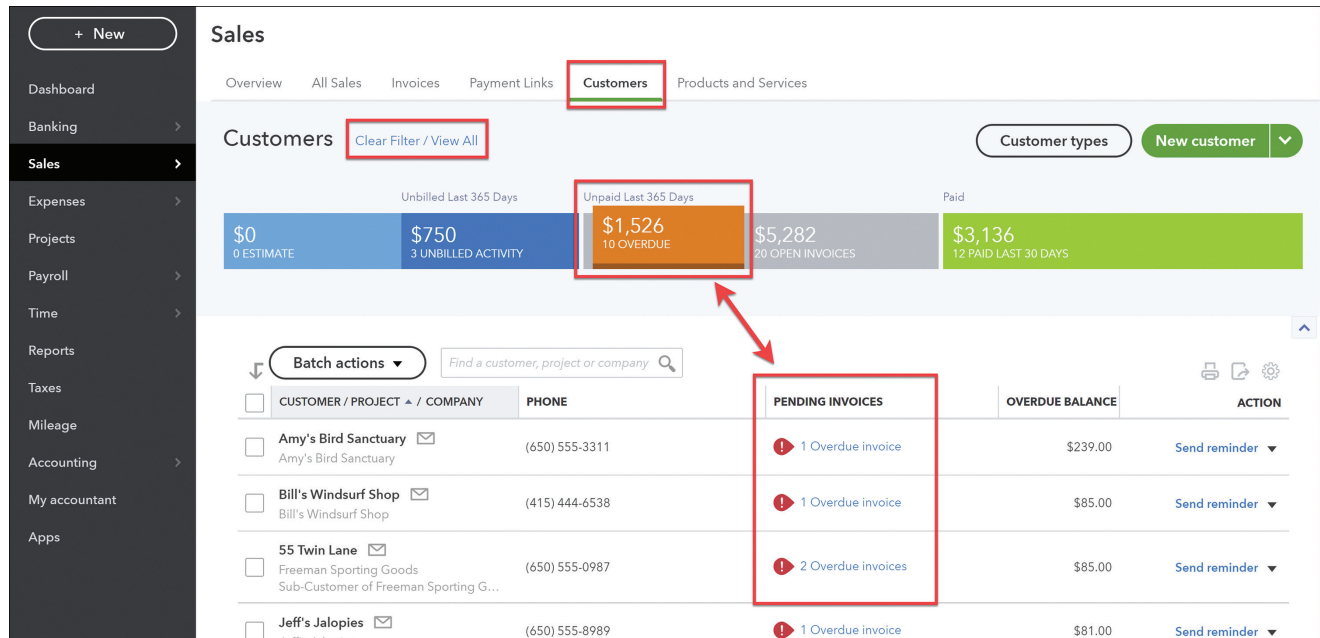 + New
Dashboard
Banking
Sales
Expenses
Projects
Payroll
Time
Reports
Taxes
Mileage
Accounting
My accountant
Apps
Sales
Overview All Sales Invoices Payment Links Customers Products and Services
Customers Clear Filter / View All Customer types New customer
Unbilled Last 365 Days Unpaid Last 365 Days Paid
$0 $750 $1,526 $5,282 $3,136
0 ESTIMATE 3 UNBILLED ACTIVITY 10 OVERDUE 20 OPEN INVOICES 12 PAID LAST 30 DAYS
Batch actions Find a customer, project or company
CUSTOMER / PROJECT / COMPANY PHONE PENDING INVOICES OVERDUE BALANCE ACTION
Amy's Bird Sanctuary (650) 555-3311 1 Overdue invoice $239.00 Send reminder
Amy's Bird Sanctuary
Bill's Windsurf Shop (415) 444-6538 1 Overdue invoice $85.00 Send reminder
Bill's Windsurf Shop
55 Twin Lane
Freeman Sporting Goods (650) 555-0987 2 Overdue invoices $85.00 Send reminder
Sub-Customer of Freeman Sporting G...
Jeff's Jalopies (650) 555-8989 1 Overdue invoice $81.00 Send reminder